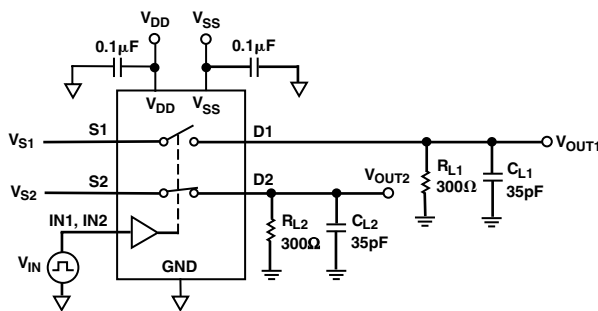 VDD VSS
0.1µF 0.1µF
VDD VSS
VS1 S1 D1 VOUT1
RL1
300Ω
CL1
35pF
VS2 S2 D2 VOUT2
RL2
300Ω
CL2
35pF
IN1, IN2
VIN
GND